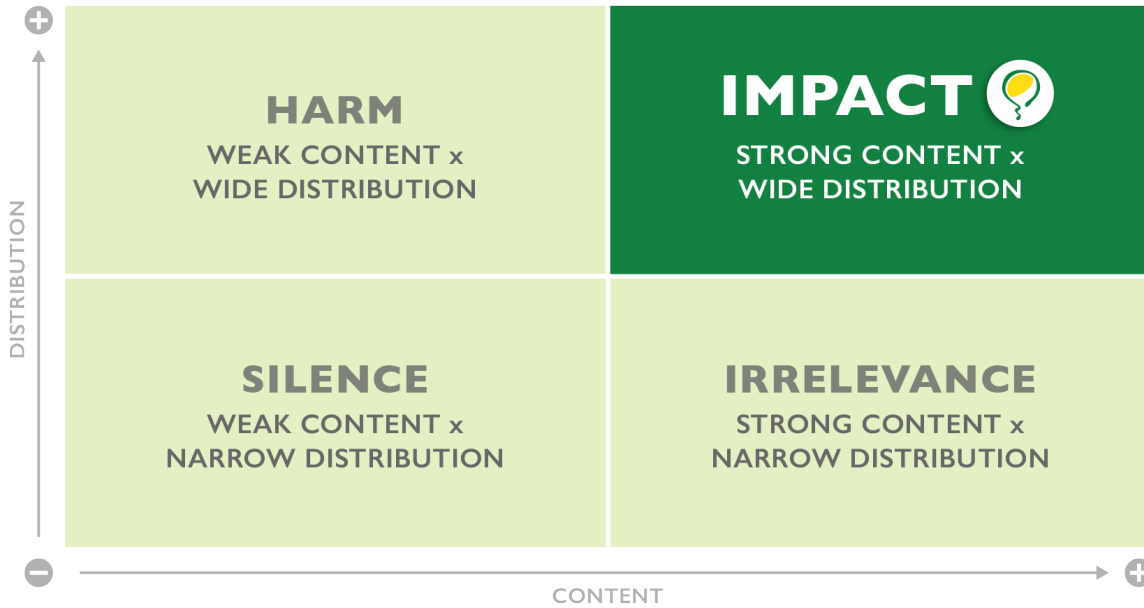 HARM
WEAK CONTENT x
WIDE DISTRIBUTION
IMPACT
STRONG CONTENT x
WIDE DISTRIBUTION
SILENCE
WEAK CONTENT x
NARROW DISTRIBUTION
IRRELEVANCE
STRONG CONTENT x
NARROW DISTRIBUTION
DISTRIBUTION
CONTENT